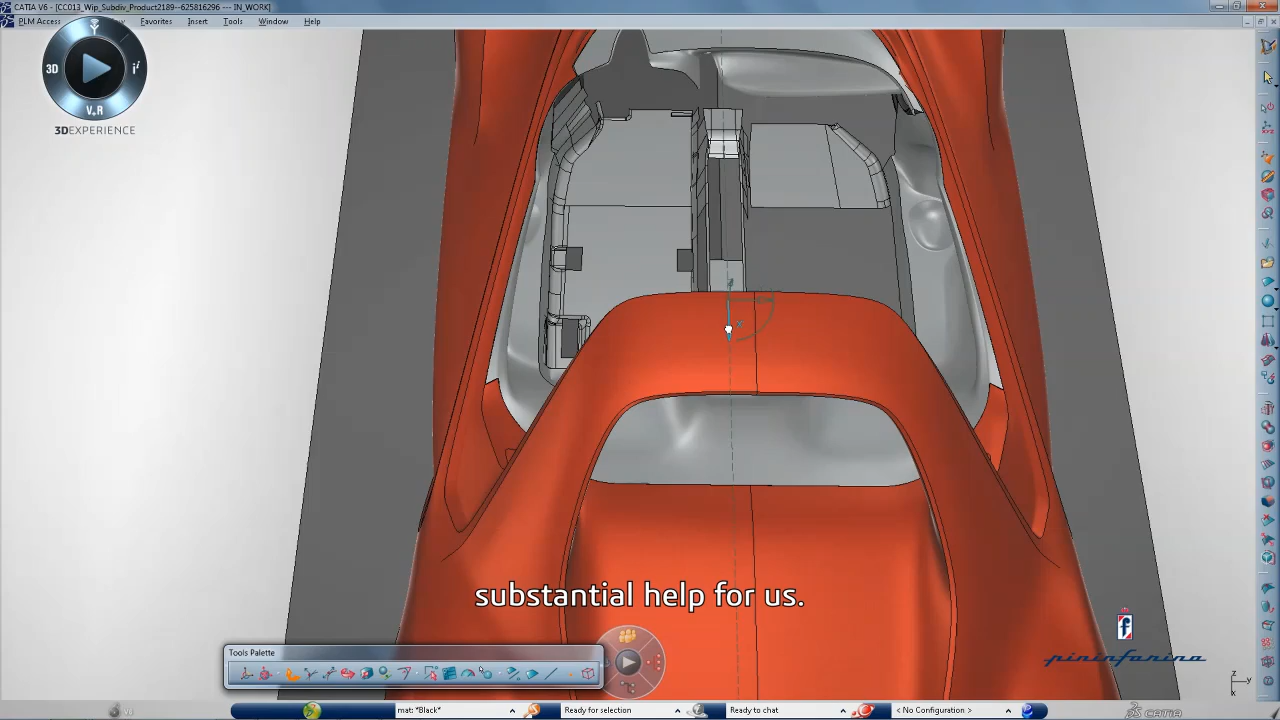 CATIA V6 - [CC013_Wip_Subdiv_Product2189--625816296 --- IN_WORK]
PLM Access
Favorites
Insert
Tools
Window
Help
3D
V+R
3DEXPERIENCE
substantial help for us.
Tools Palette
pininfarina
mat: *Black*
Ready for selection
Ready to chat
< No Configuration >
CATIA